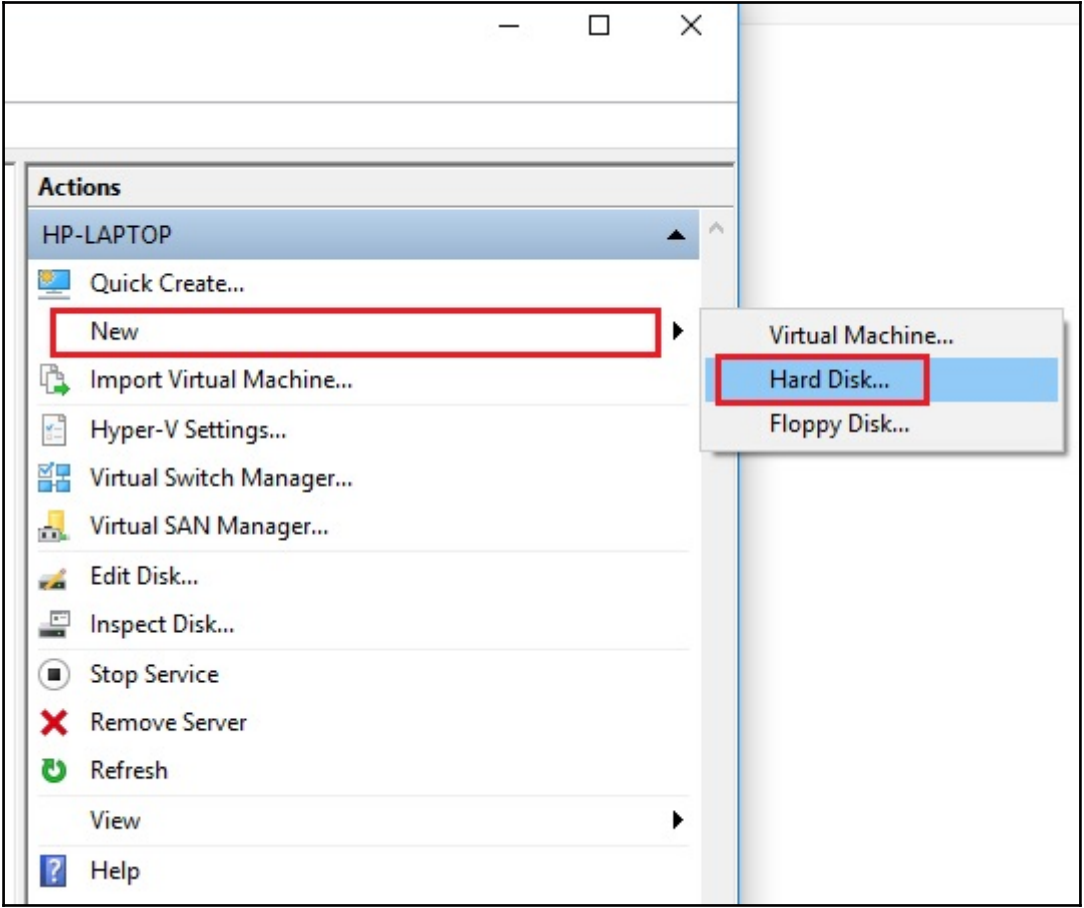 Actions
HP-LAPTOP
Quick Create...
New
Virtual Machine...
Hard Disk...
Floppy Disk...
Import Virtual Machine...
Hyper-V Settings...
Virtual Switch Manager...
Virtual SAN Manager...
Edit Disk...
Inspect Disk...
Stop Service
Remove Server
Refresh
View
Help